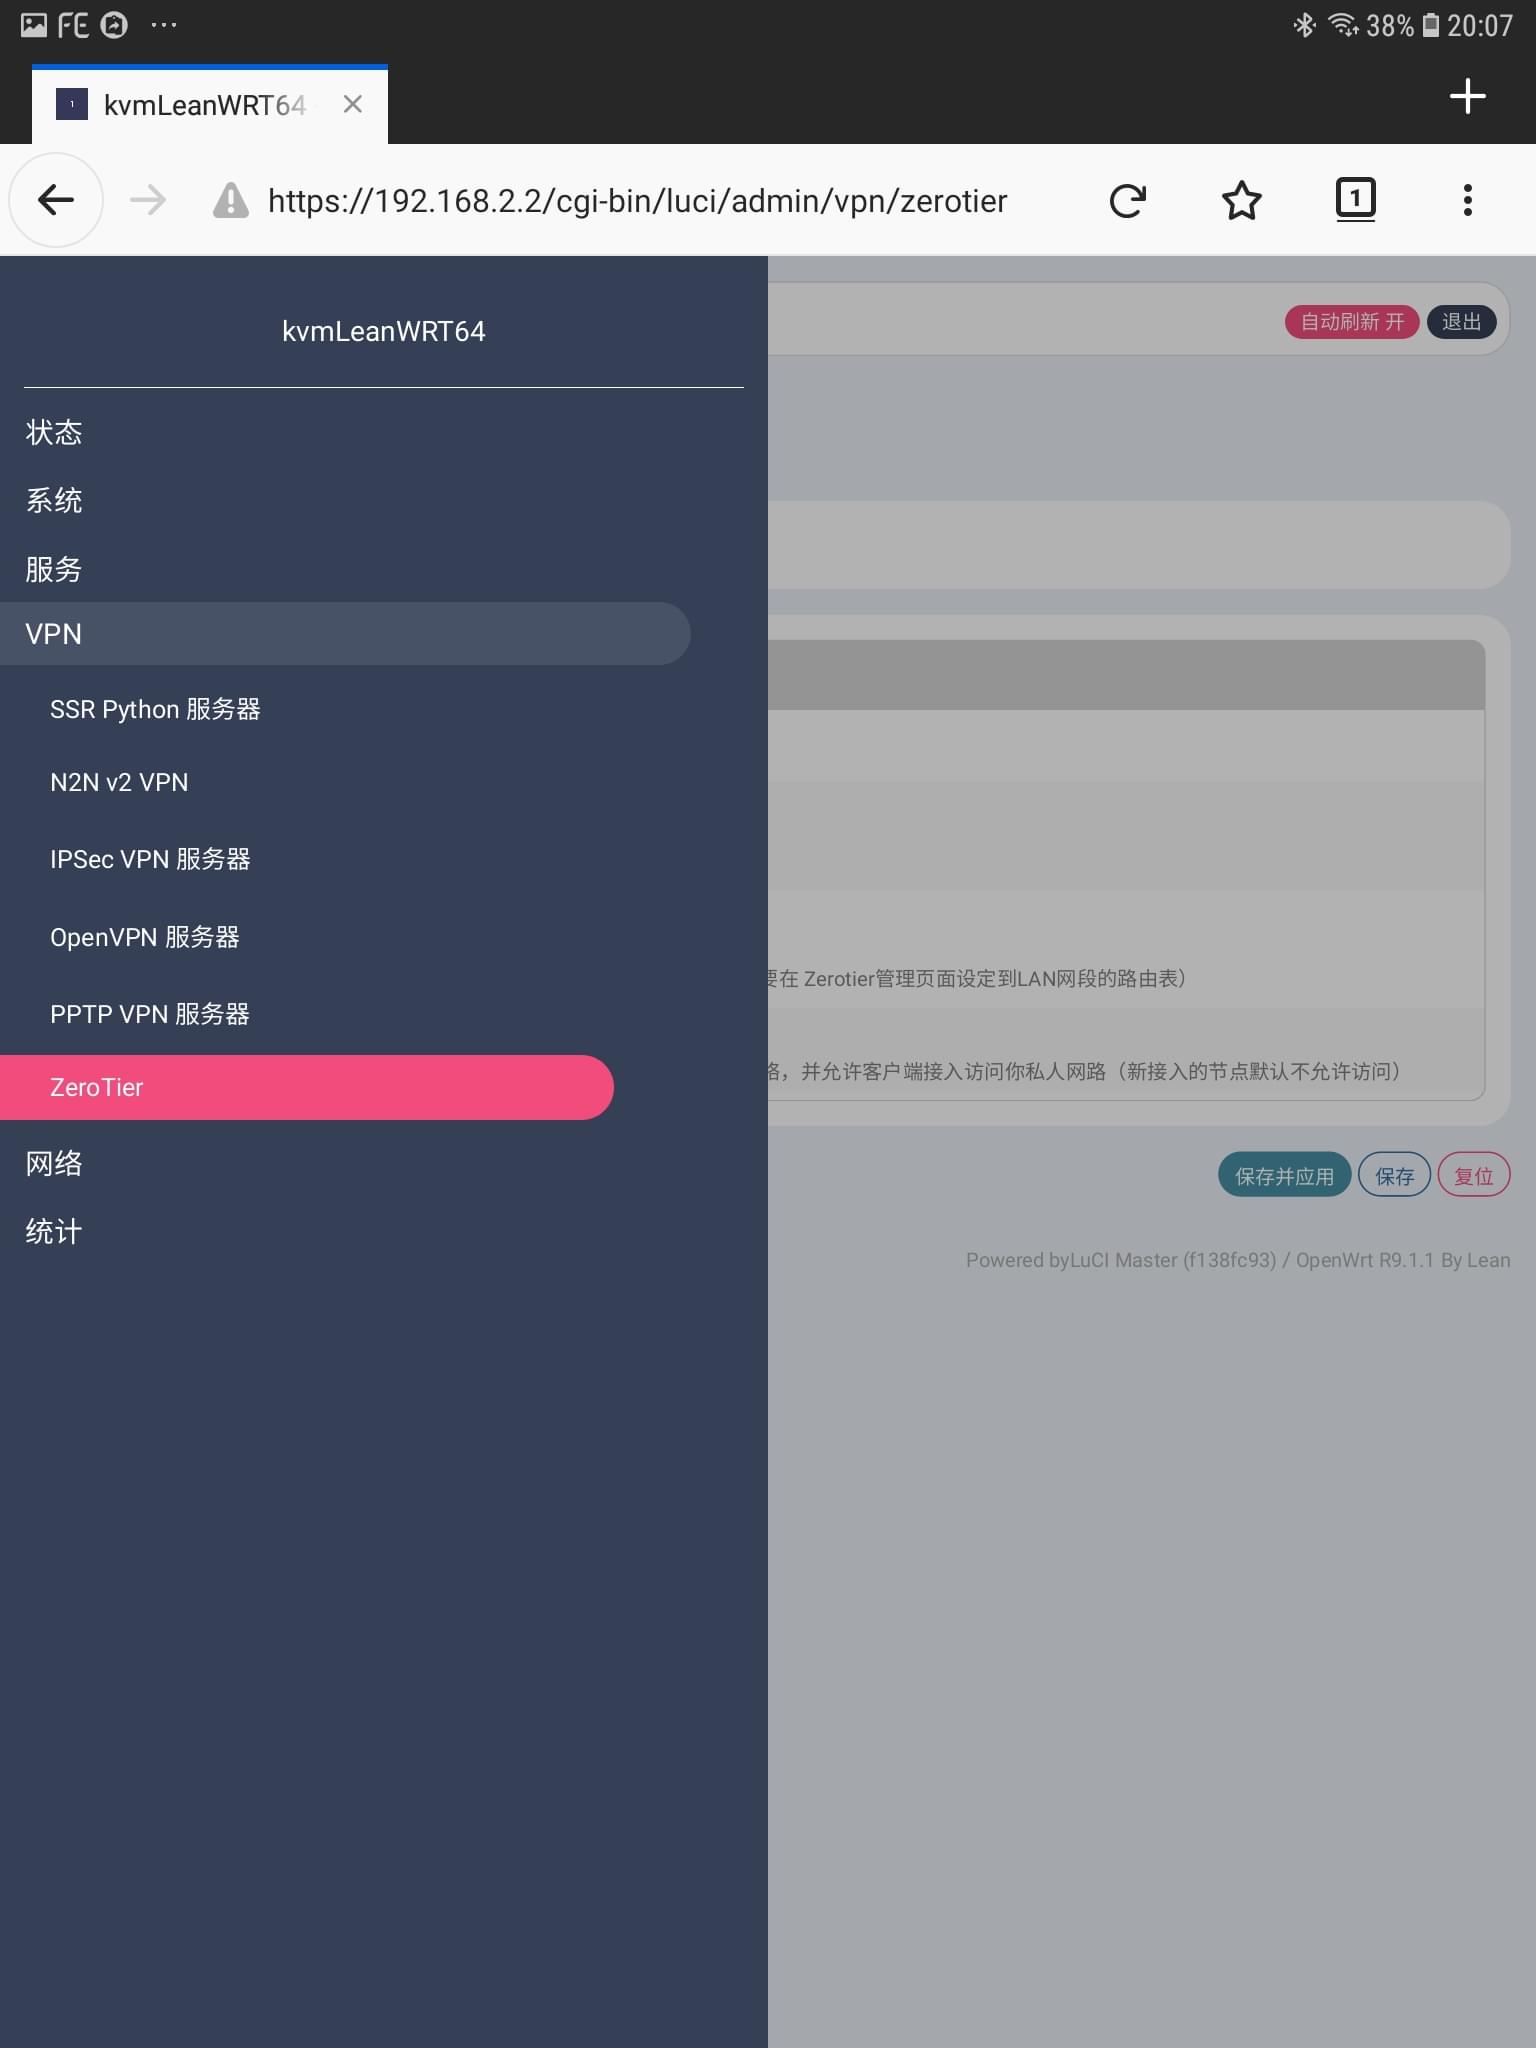 FE
38% 20:07
1 kvmLeanWRT64
https://192.168.2.2/cgi-bin/luci/admin/vpn/zerotier 1
kvmLeanWRT64
自动刷新 开 退出
状态
系统
服务
VPN
SSR Python 服务器
N2N v2 VPN
IPSec VPN 服务器
OpenVPN 服务器
要在 Zerotier管理页面设定到LAN网段的路由表）
PPTP VPN 服务器
，并允许客户端接入访问你私人网路（新接入的节点默认不允许访问）
ZeroTier
网络
保存并应用 保存 复位
统计
Powered byLuCI Master (f138fc93) / OpenWrt R9.1.1 By Lean